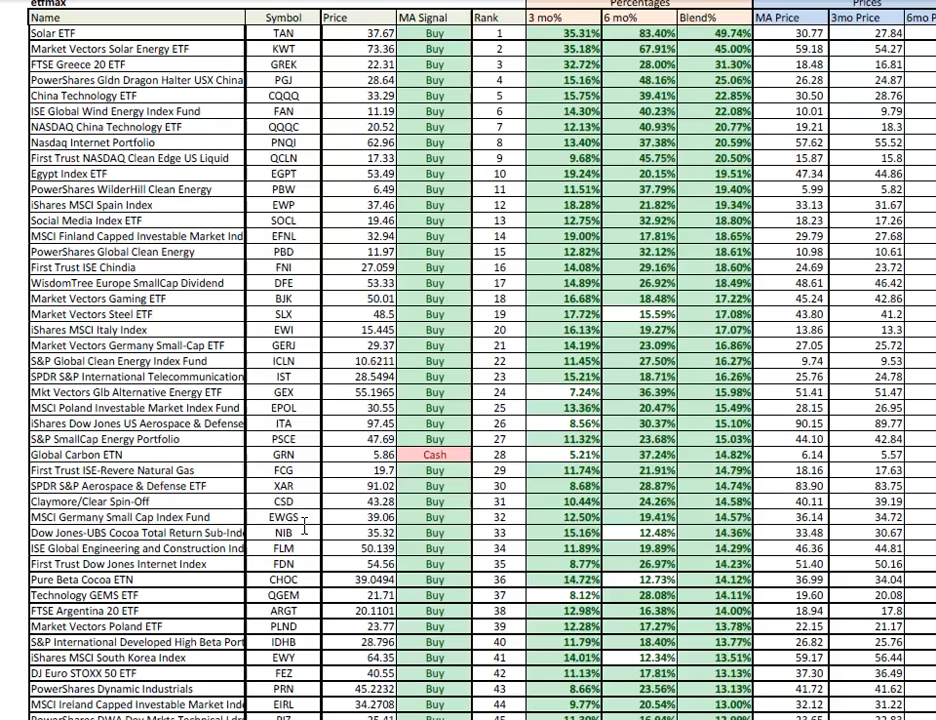 etfmax Percentages Prices
Name Symbol Price MA Signal Rank 3 mo% 6 mo% Blend% MA Price 3mo Price 6mo P
Solar ETF TAN 37.67 Buy 1 35.31% 83.40% 49.74% 30.77 27.84
Market Vectors Solar Energy ETF KWT 73.36 Buy 2 35.18% 67.91% 45.00% 59.18 54.27
FTSE Greece 20 ETF GREK 22.31 Buy 3 32.72% 28.00% 31.30% 18.48 16.81
PowerShares Gldn Dragon Halter USX China PGJ 28.64 Buy 4 15.16% 48.16% 25.06% 26.28 24.87
China Technology ETF CQQQ 33.29 Buy 5 15.75% 39.41% 22.85% 30.50 28.76
ISE Global Wind Energy Index Fund FAN 11.19 Buy 6 14.30% 40.23% 22.08% 10.01 9.79
NASDAQ China Technology ETF QQQC 20.52 Buy 7 12.13% 40.93% 20.77% 19.21 18.3
Nasdaq Internet Portfolio PNQI 62.96 Buy 8 13.40% 37.38% 20.59% 57.62 55.52
First Trust NASDAQ Clean Edge US Liquid QCLN 17.33 Buy 9 9.68% 45.75% 20.50% 15.87 15.8
Egypt Index ETF EGPT 53.49 Buy 10 19.24% 20.15% 19.51% 47.34 44.86
PowerShares WilderHill Clean Energy PBW 6.49 Buy 11 11.51% 37.79% 19.40% 5.99 5.82
iShares MSCI Spain Index EWP 37.46 Buy 12 18.28% 21.82% 19.34% 33.13 31.67
Social Media Index ETF SOCL 19.46 Buy 13 12.75% 32.92% 18.80% 18.23 17.26
MSCI Finland Capped Investable Market Ind EFNL 32.94 Buy 14 19.00% 17.81% 18.65% 29.79 27.68
PowerShares Global Clean Energy PBD 11.97 Buy 15 12.82% 32.12% 18.61% 10.98 10.61
First Trust ISE Chindia FNI 27.059 Buy 16 14.08% 29.16% 18.60% 24.69 23.72
WisdomTree Europe SmallCap Dividend DFE 53.33 Buy 17 14.89% 26.92% 18.49% 48.61 46.42
Market Vectors Gaming ETF BJK 50.01 Buy 18 16.68% 18.48% 17.22% 45.24 42.86
Market Vectors Steel ETF SLX 48.5 Buy 19 17.72% 15.59% 17.08% 43.80 41.2
iShares MSCI Italy Index EWI 15.445 Buy 20 16.13% 19.27% 17.07% 13.86 13.3
Market Vectors Germany Small-Cap ETF GERJ 29.37 Buy 21 14.19% 23.09% 16.86% 27.05 25.72
S&P Global Clean Energy Index Fund ICLN 10.6211 Buy 22 11.45% 27.50% 16.27% 9.74 9.53
SPDR S&P International Telecommunication IST 28.5494 Buy 23 15.21% 18.71% 16.26% 25.76 24.78
Mkt Vectors Glb Alternative Energy ETF GEX 55.1965 Buy 24 7.24% 36.39% 15.98% 51.41 51.47
MSCI Poland Investable Market Index Fund EPOL 30.55 Buy 25 13.36% 20.47% 15.49% 28.15 26.95
iShares Dow Jones US Aerospace & Defense ITA 97.45 Buy 26 8.56% 30.37% 15.10% 90.15 89.77
S&P SmallCap Energy Portfolio PSCE 47.69 Buy 27 11.32% 23.68% 15.03% 44.10 42.84
Global Carbon ETN GRN 5.86 Cash 28 5.21% 37.24% 14.82% 6.14 5.57
First Trust ISE-Revere Natural Gas FCG 19.7 Buy 29 11.74% 21.91% 14.79% 18.16 17.63
SPDR S&P Aerospace & Defense ETF XAR 91.02 Buy 30 8.68% 28.87% 14.74% 83.90 83.75
Claymore/Clear Spin-Off CSD 43.28 Buy 31 10.44% 24.26% 14.58% 40.11 39.19
MSCI Germany Small Cap Index Fund EWGS 39.06 Buy 32 12.50% 19.41% 14.57% 36.14 34.72
Dow Jones-UBS Cocoa Total Return Sub-Ind NIB 35.32 Buy 33 15.16% 12.48% 14.36% 33.48 30.67
ISE Global Engineering and Construction Ind FLM 50.139 Buy 34 11.89% 19.89% 14.29% 46.36 44.81
First Trust Dow Jones Internet Index FDN 54.56 Buy 35 8.77% 26.97% 14.23% 51.40 50.16
Pure Beta Cocoa ETN CHOC 39.0494 Buy 36 14.72% 12.73% 14.12% 36.99 34.04
Technology GEMS ETF QGEM 21.71 Buy 37 8.12% 28.08% 14.11% 19.60 20.08
FTSE Argentina 20 ETF ARGT 20.1101 Buy 38 12.98% 16.38% 14.00% 18.94 17.8
Market Vectors Poland ETF PLND 23.77 Buy 39 12.28% 17.27% 13.78% 22.15 21.17
S&P International Developed High Beta Port IDHB 28.796 Buy 40 11.79% 18.40% 13.77% 26.82 25.76
iShares MSCI South Korea Index EWY 64.35 Buy 41 14.01% 12.34% 13.51% 59.17 56.44
DJ Euro STOXX 50 ETF FEZ 40.55 Buy 42 11.13% 17.81% 13.13% 37.30 36.49
PowerShares Dynamic Industrials PRN 45.2232 Buy 43 8.66% 23.56% 13.13% 41.72 41.62
MSCI Ireland Capped Investable Market Ind EIRL 34.2708 Buy 44 9.77% 20.54% 13.00% 32.12 31.22